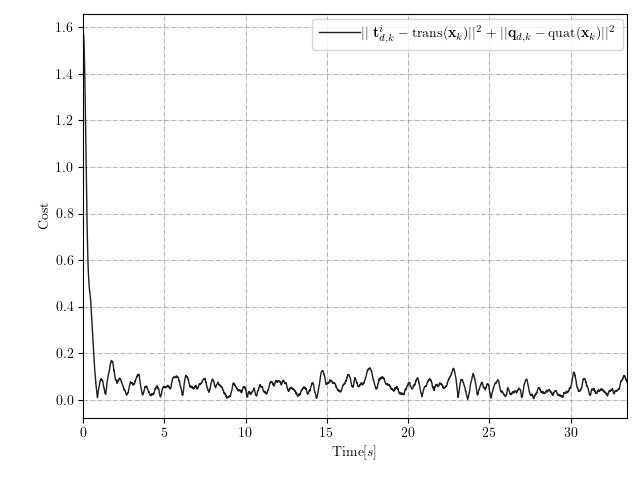 || t^i_{d,k} − trans(x_k)||^2 + ||q_{d,k} − quat(x_k)||^2
1.6
1.4
1.2
1.0
0.8
0.6
0.4
0.2
0.0
Cost
0 5 10 15 20 25 30
Time[s]